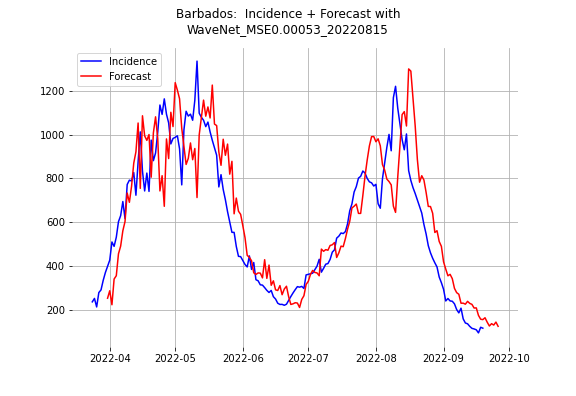 Barbados:  Incidence + Forecast with
WaveNet_MSE0.00053_20220815
Incidence
Forecast
1200
1000
800
600
400
200
2022-04 2022-05 2022-06 2022-07 2022-08 2022-09 2022-10